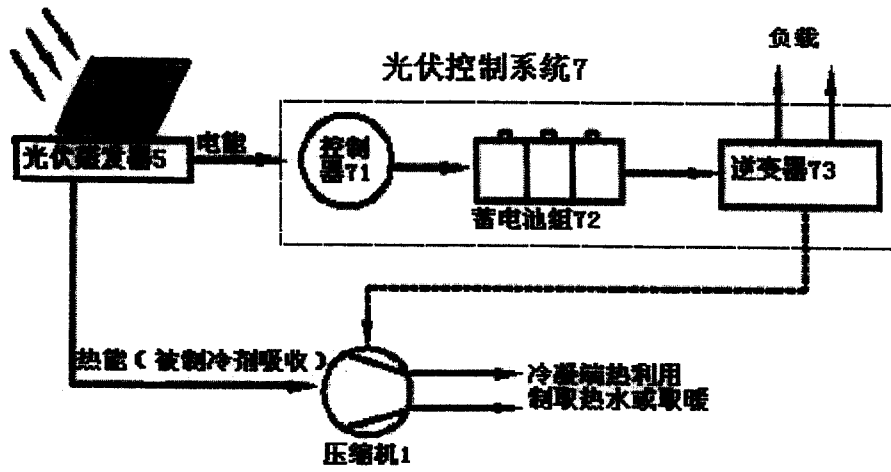 负载
光伏控制系统7
光伏蒸发器5
电能
控制
器71
逆变器73
蓄电池组72
热能（被制冷剂吸收）
冷凝端热利用
制取热水或取暖
压缩机1